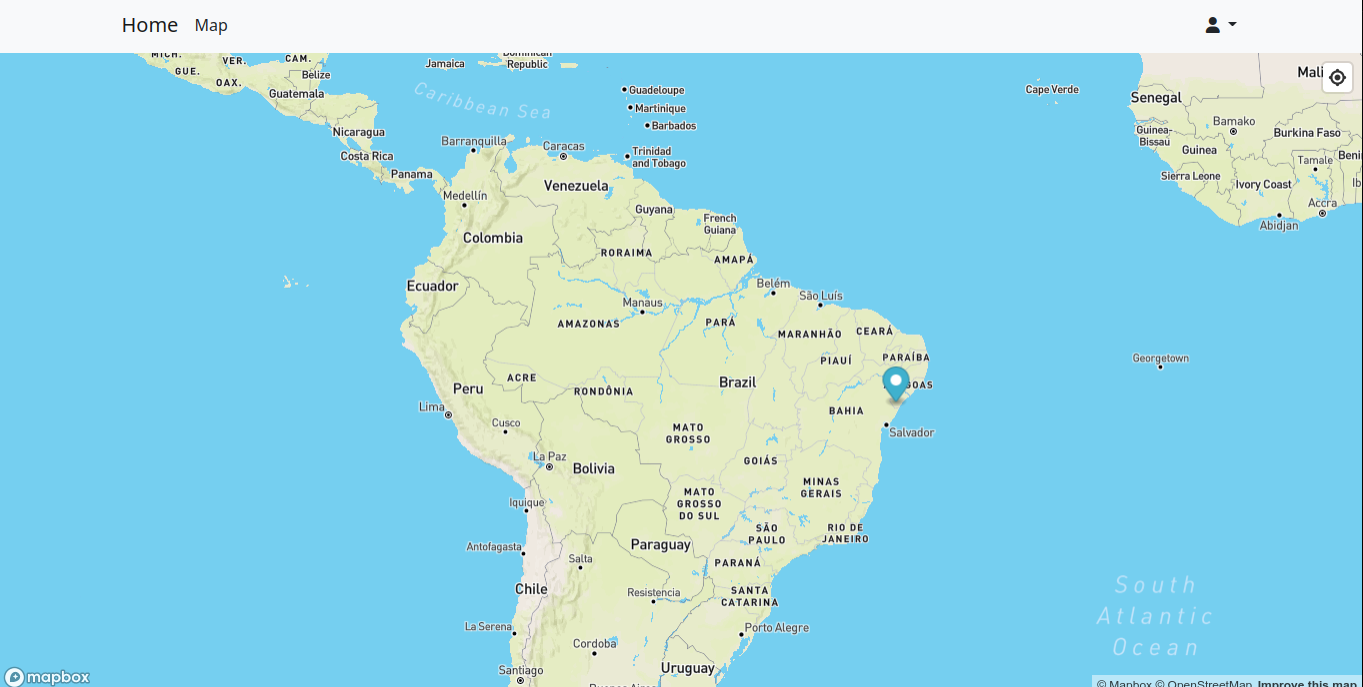 Home Map
MICH.
VER.
CAM.
GUE.
OAX.
Belize
Guatemala
Nicaragua
Costa Rica
Panama
Jamaica
Dominican
Republic
Caribbean Sea
Guadeloupe
Martinique
Barbados
Trinidad
and Tobago
Cape Verde
Senegal
Mali
Bamako
Guinea-
Bissau
Guinea
Burkina Faso
Sierra Leone
Tamale
Ivory Coast
Accra
Abidjan
Barranquilla
Caracas
Medellín
Venezuela
Colombia
Guyana
French
Guiana
RORAIMA
AMAPÁ
Ecuador
Manaus
Belém
São Luís
AMAZONAS
PARÁ
MARANHÃO
CEARÁ
PIAUÍ
PARAÍBA
Georgetown
Peru
ACRE
RONDÔNIA
Brazil
BAHIA
Salvador
Lima
Cusco
MATO
GROSSO
La Paz
Bolivia
GOIÁS
MINAS
GERAIS
Iquique
MATO
GROSSO
DO SUL
SÃO
PAULO
RIO DE
JANEIRO
Antofagasta
Salta
Paraguay
PARANÁ
Chile
Resistencia
SANTA
CATARINA
South
Atlantic
Ocean
La Serena
Cordoba
Porto Alegre
Santiago
Uruguay
Buenos Aires
mapbox
© Mapbox © OpenStreetMap Improve this map